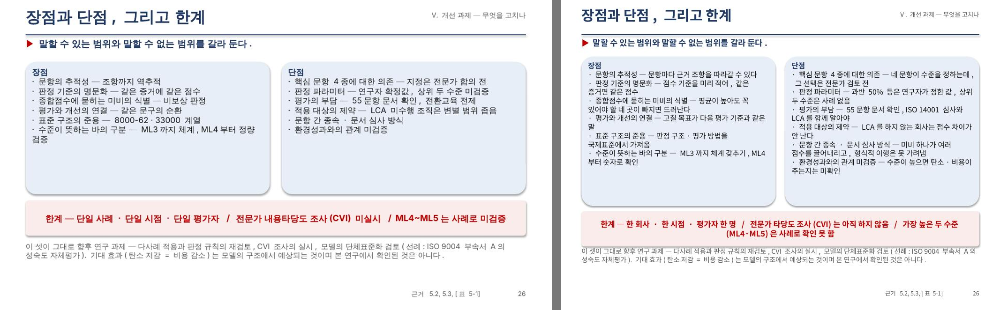 장점과 단점 , 그리고 한계
V. 개선 과제 — 무엇을 고치나
▶ 말할 수 있는 범위와 말할 수 없는 범위를 갈라 둔다 .
장점
· 문항의 추적성 — 조항까지 역추적
· 판정 기준의 명문화 — 같은 증거에 같은 점수
· 종합점수에 묻히는 미비의 식별 — 비보상 판정
· 평가와 개선의 연결 — 같은 문구의 순환
· 표준 구조의 준용 — 8000-62 · 33000 계열
· 수준이 뜻하는 바의 구분 — ML3 까지 체계 , ML4 부터 정량
검증
단점
· 핵심 문항 4 종에 대한 의존 — 지정은 전문가 합의 전
· 판정 파라미터 — 연구자 확정값 , 상위 두 수준 미검증
· 평가의 부담 — 55 문항 문서 확인 , 전환교육 전제
· 적용 대상의 제약 — LCA 미수행 조직은 변별 범위 좁음
· 문항 간 종속 · 문서 심사 방식
· 환경성과와의 관계 미검증
한계 — 단일 사례 · 단일 시점 · 단일 평가자 / 전문가 내용타당도 조사 (CVI) 미실시 / ML4~ML5 는 사례로 미검증
이 셋이 그대로 향후 연구 과제 — 다사례 적용과 판정 규칙의 재검토 , CVI 조사의 실시 , 모델의 단체표준화 검토 ( 선례 : ISO 9004 부속서 A 의
성숙도 자체평가 ). 기대 효과 ( 탄소 저감 = 비용 감소 ) 는 모델의 구조에서 예상되는 것이며 본 연구에서 확인된 것은 아니다 .
근거 5.2, 5.3, [ 표 5-1]
26
장점과 단점 , 그리고 한계
V . 개선 과제 — 무엇을 고치나
▶ 말할 수 있는 범위와 말할 수 없는 범위를 갈라 둔다 .
장점
· 문항의 추적성 — 문항마다 근거 조항을 따라갈 수 있다
· 판정 기준의 명문화 — 점수 기준을 미리 적어 , 같은
증거면 같은 점수
· 종합점수에 묻히는 미비의 식별 — 평균이 높아도 꼭
있어야 할 네 곳이 빠지면 드러난다
· 평가와 개선의 연결 — 고칠 목표가 다음 평가 기준과 같은
말
· 표준 구조의 준용 — 판정 구조 · 평가 방법을
국제표준에서 가져옴
· 수준이 뜻하는 바의 구분 — ML3 까지 체계 갖추기 , ML4
부터 숫자로 확인
단점
· 핵심 문항 4 종에 대한 의존 — 네 문항이 수준을 정하는데 ,
그 선택은 전문가 검토 전
· 판정 파라미터 — 과반 50% 등은 연구자가 정한 값 , 상위
두 수준은 사례 없음
· 평가의 부담 — 55 문항 문서 확인 , ISO 14001 심사와
LCA 를 함께 알아야
· 적용 대상의 제약 — LCA 를 하지 않는 회사는 점수 차이가
안 난다
· 문항 간 종속 · 문서 심사 방식 — 미비 하나가 여러
점수를 끌어내리고 , 형식적 이행은 못 가려냄
· 환경성과와의 관계 미검증 — 수준이 높으면 탄소 · 비용이
주는지는 미확인
한계 — 한 회사 · 한 시점 · 평가자 한 명 / 전문가 타당도 조사 (CVI) 는 아직 하지 않음 / 가장 높은 두 수준
(ML4·ML5) 은 사례로 확인 못 함
이 셋이 그대로 향후 연구 과제 — 다사례 적용과 판정 규칙의 재검토 , CVI 조사의 실시 , 모델의 단체표준화 검토 ( 선례 : ISO 9004 부속서 A 의
성숙도 자체평가 ). 기대 효과 ( 탄소 저감 = 비용 감소 ) 는 모델의 구조에서 예상되는 것이며 본 연구에서 확인된 것은 아니다 .
근거 5.2, 5.3, [ 표 5-1]
26